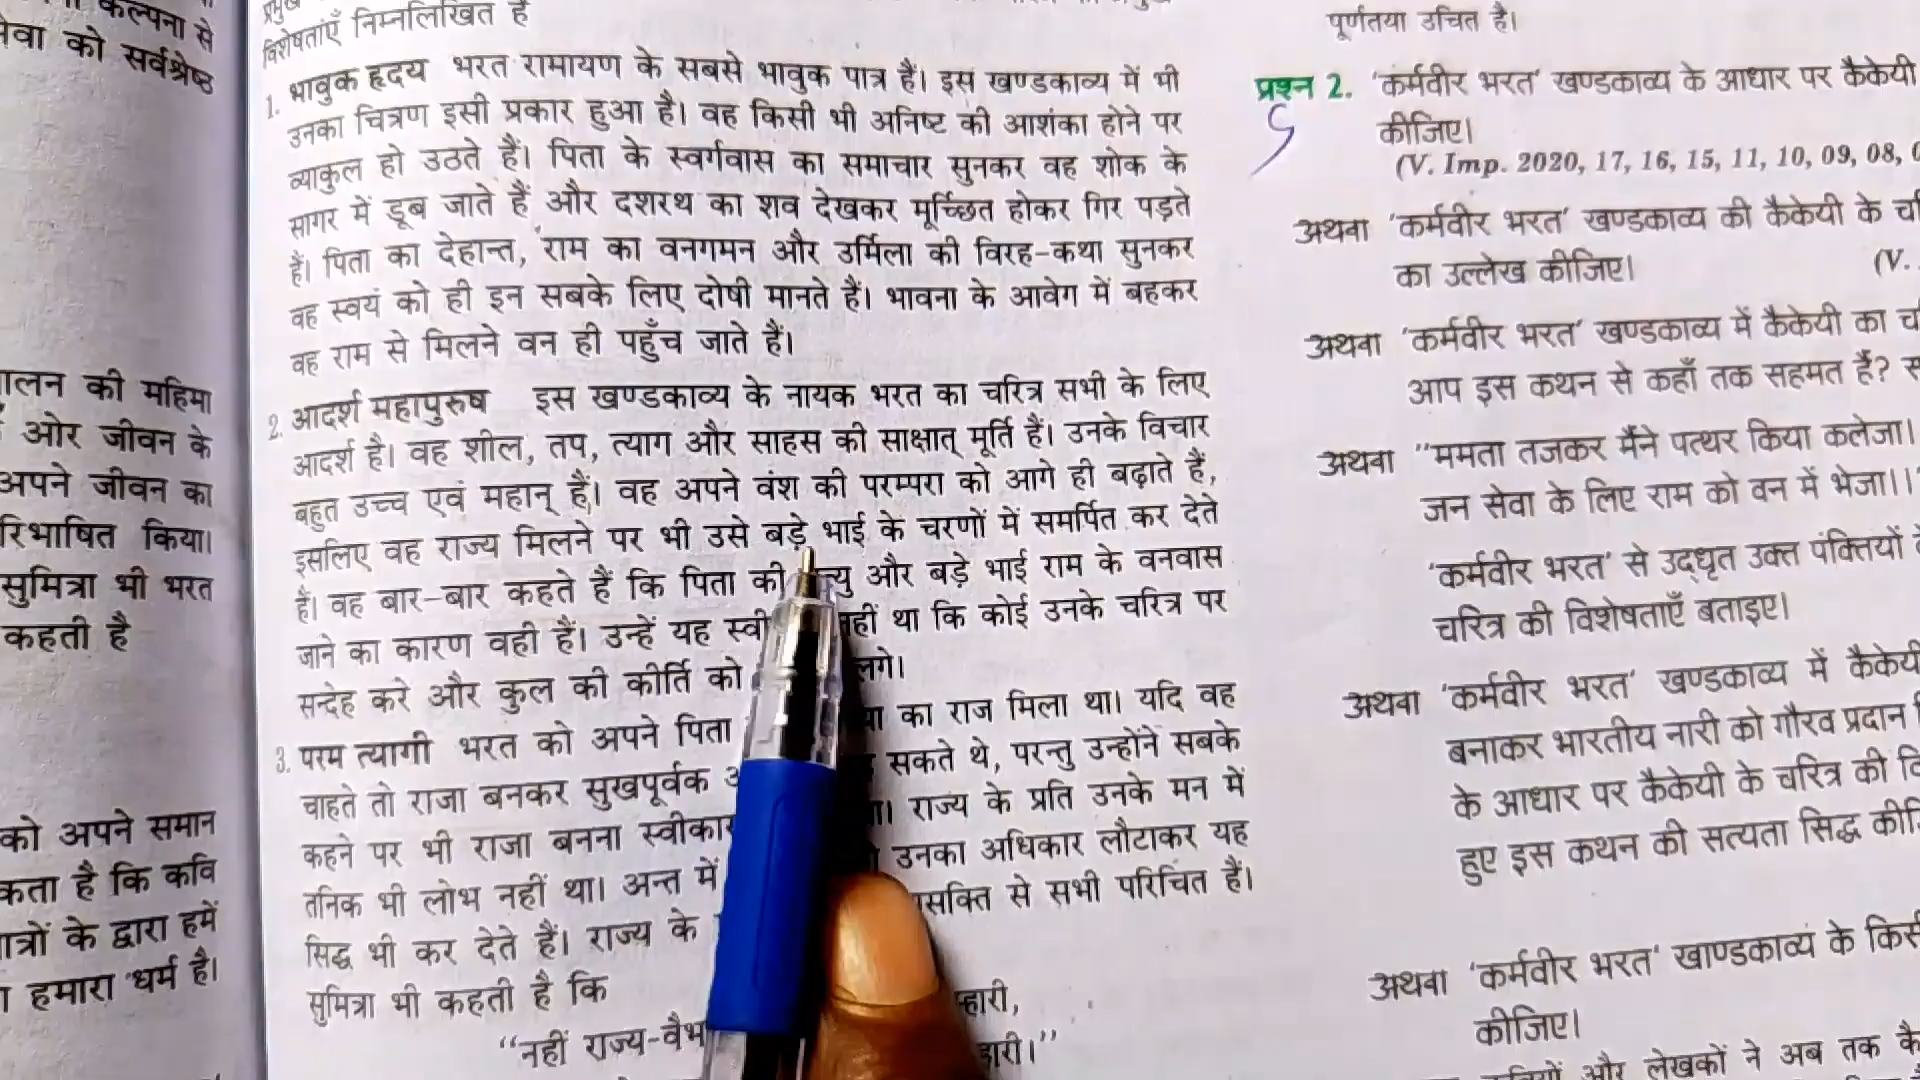 कल्पना से
सेवा को सर्वश्रेष्ठ
पालन की महिमा
ओर जीवन के
अपने जीवन का
परिभाषित किया।
सुमित्रा भी भरत
कहती है
को अपने समान
सकता है कि कवि
पात्रों के द्वारा हमें
हमारा धर्म है।
प्रमुख
विशेषताएँ निम्नलिखित हैं
1. भावुक हृदय भरत रामायण के सबसे भावुक पात्र हैं। इस खण्डकाव्य में भी
उनका चित्रण इसी प्रकार हुआ है। वह किसी भी अनिष्ट की आशंका होने पर
व्याकुल हो उठते हैं। पिता के स्वर्गवास का समाचार सुनकर वह शोक के
सागर में डूब जाते हैं और दशरथ का शव देखकर मूर्च्छित होकर गिर पड़ते
हैं। पिता का देहान्त, राम का वनगमन और उर्मिला की विरह-कथा सुनकर
वह स्वयं को ही इन सबके लिए दोषी मानते हैं। भावना के आवेग में बहकर
वह राम से मिलने वन ही पहुँच जाते हैं।
2. आदर्श महापुरुष इस खण्डकाव्य के नायक भरत का चरित्र सभी के लिए
आदर्श है। वह शील, तप, त्याग और साहस की साक्षात् मूर्ति हैं। उनके विचार
बहुत उच्च एवं महान् हैं। वह अपने वंश की परम्परा को आगे ही बढ़ाते हैं,
इसलिए वह राज्य मिलने पर भी उसे बड़े भाई के चरणों में समर्पित कर देते
हैं। वह बार-बार कहते हैं कि पिता की और बड़े भाई राम के वनवास
जाने का कारण वही हैं। उन्हें यह नहीं था कि कोई उनके चरित्र पर
सन्देह करे और कुल की कीर्ति को लगे।
3. परम त्यागी भरत को अपने पिता का राज मिला था। यदि वह
चाहते तो राजा बनकर सुखपूर्वक सकते थे, परन्तु उन्होंने सबके
कहने पर भी राजा बनना स्वीकार राज्य के प्रति उनके मन में
तनिक भी लोभ नहीं था। अन्त में उनका अधिकार लौटाकर यह
सिद्ध भी कर देते हैं। राज्य के से सभी परिचित हैं।
सुमित्रा भी कहती है कि
“नहीं
पूर्णतया उचित है।
प्रश्न 2. ‘कर्मवीर भरत’ खण्डकाव्य के आधार पर कैकेयी
कीजिए।
(V. Imp. 2020, 17, 16, 15, 11, 10, 09, 08,
अथवा ‘कर्मवीर भरत’ खण्डकाव्य की कैकेयी के
का उल्लेख कीजिए। (V.
अथवा ‘कर्मवीर भरत’ खण्डकाव्य में कैकेयी का
आप इस कथन से कहाँ तक सहमत हैं?
अथवा “ममता तजकर मैंने पत्थर किया कलेजा।
जन सेवा के लिए राम को वन में भेजा।।”
‘कर्मवीर भरत’ से उद्धृत उक्त पंक्तियों
चरित्र की विशेषताएँ बताइए।
अथवा ‘कर्मवीर भरत’ खण्डकाव्य में कैकेयी
बनाकर भारतीय नारी को गौरव प्रदान
के आधार पर कैकेयी के चरित्र की
हुए इस कथन की सत्यता सिद्ध
अथवा ‘कर्मवीर भरत’ खाण्डकाव्य के किसी
कीजिए।
और लेखकों ने अब तक